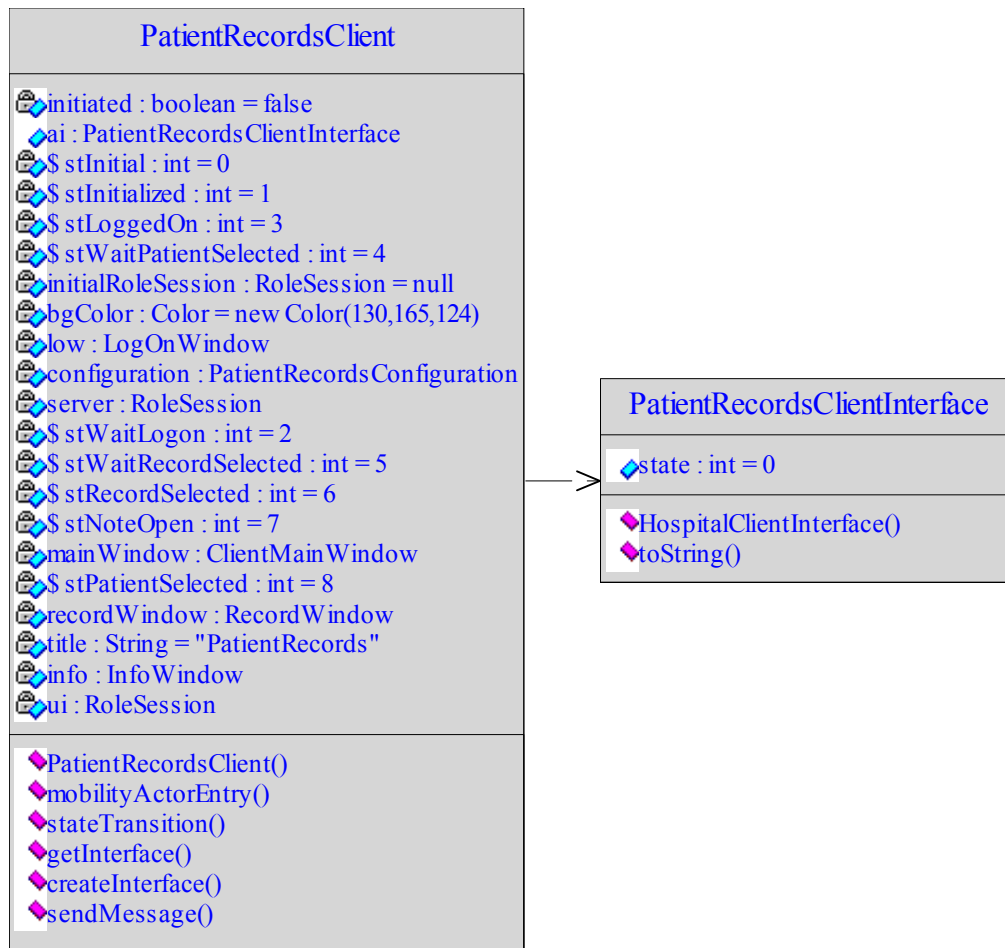 PatientRecordsClient
initiated : boolean = false
ai : PatientRecordsClientInterface
$ stInitial : int = 0
$ stInitialized : int = 1
$ stLoggedOn : int = 3
$ stWaitPatientSelected : int = 4
initialRoleSession : RoleSession = null
bgColor : Color = new Color(130,165,124)
low : LogOnWindow
configuration : PatientRecordsConfiguration
server : RoleSession
$ stWaitLogon : int = 2
$ stWaitRecordSelected : int = 5
$ stRecordSelected : int = 6
$ stNoteOpen : int = 7
mainWindow : ClientMainWindow
$ stPatientSelected : int = 8
recordWindow : RecordWindow
title : String = "PatientRecords"
info : InfoWindow
ui : RoleSession
PatientRecordsClient()
mobilityActorEntry()
stateTransition()
getInterface()
createInterface()
sendMessage()
PatientRecordsClientInterface
state : int = 0
HospitalClientInterface()
toString()